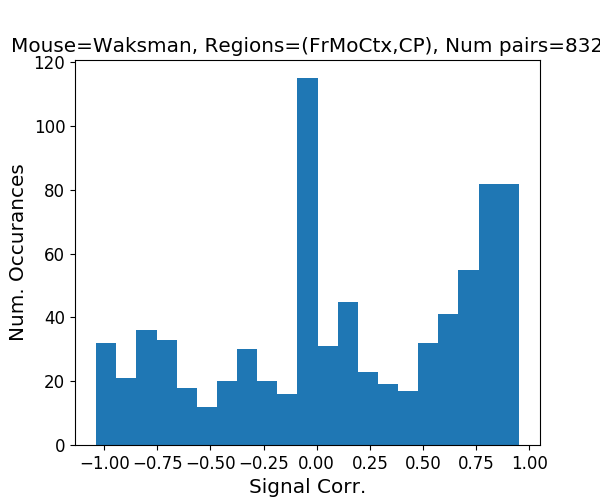 Mouse=Waksman, Regions=(FrMoCtx,CP), Num pairs=832
120
100
80
60
40
20
0
Num. Occurances
−1.00 −0.75 −0.50 −0.25 0.00 0.25 0.50 0.75 1.00
Signal Corr.